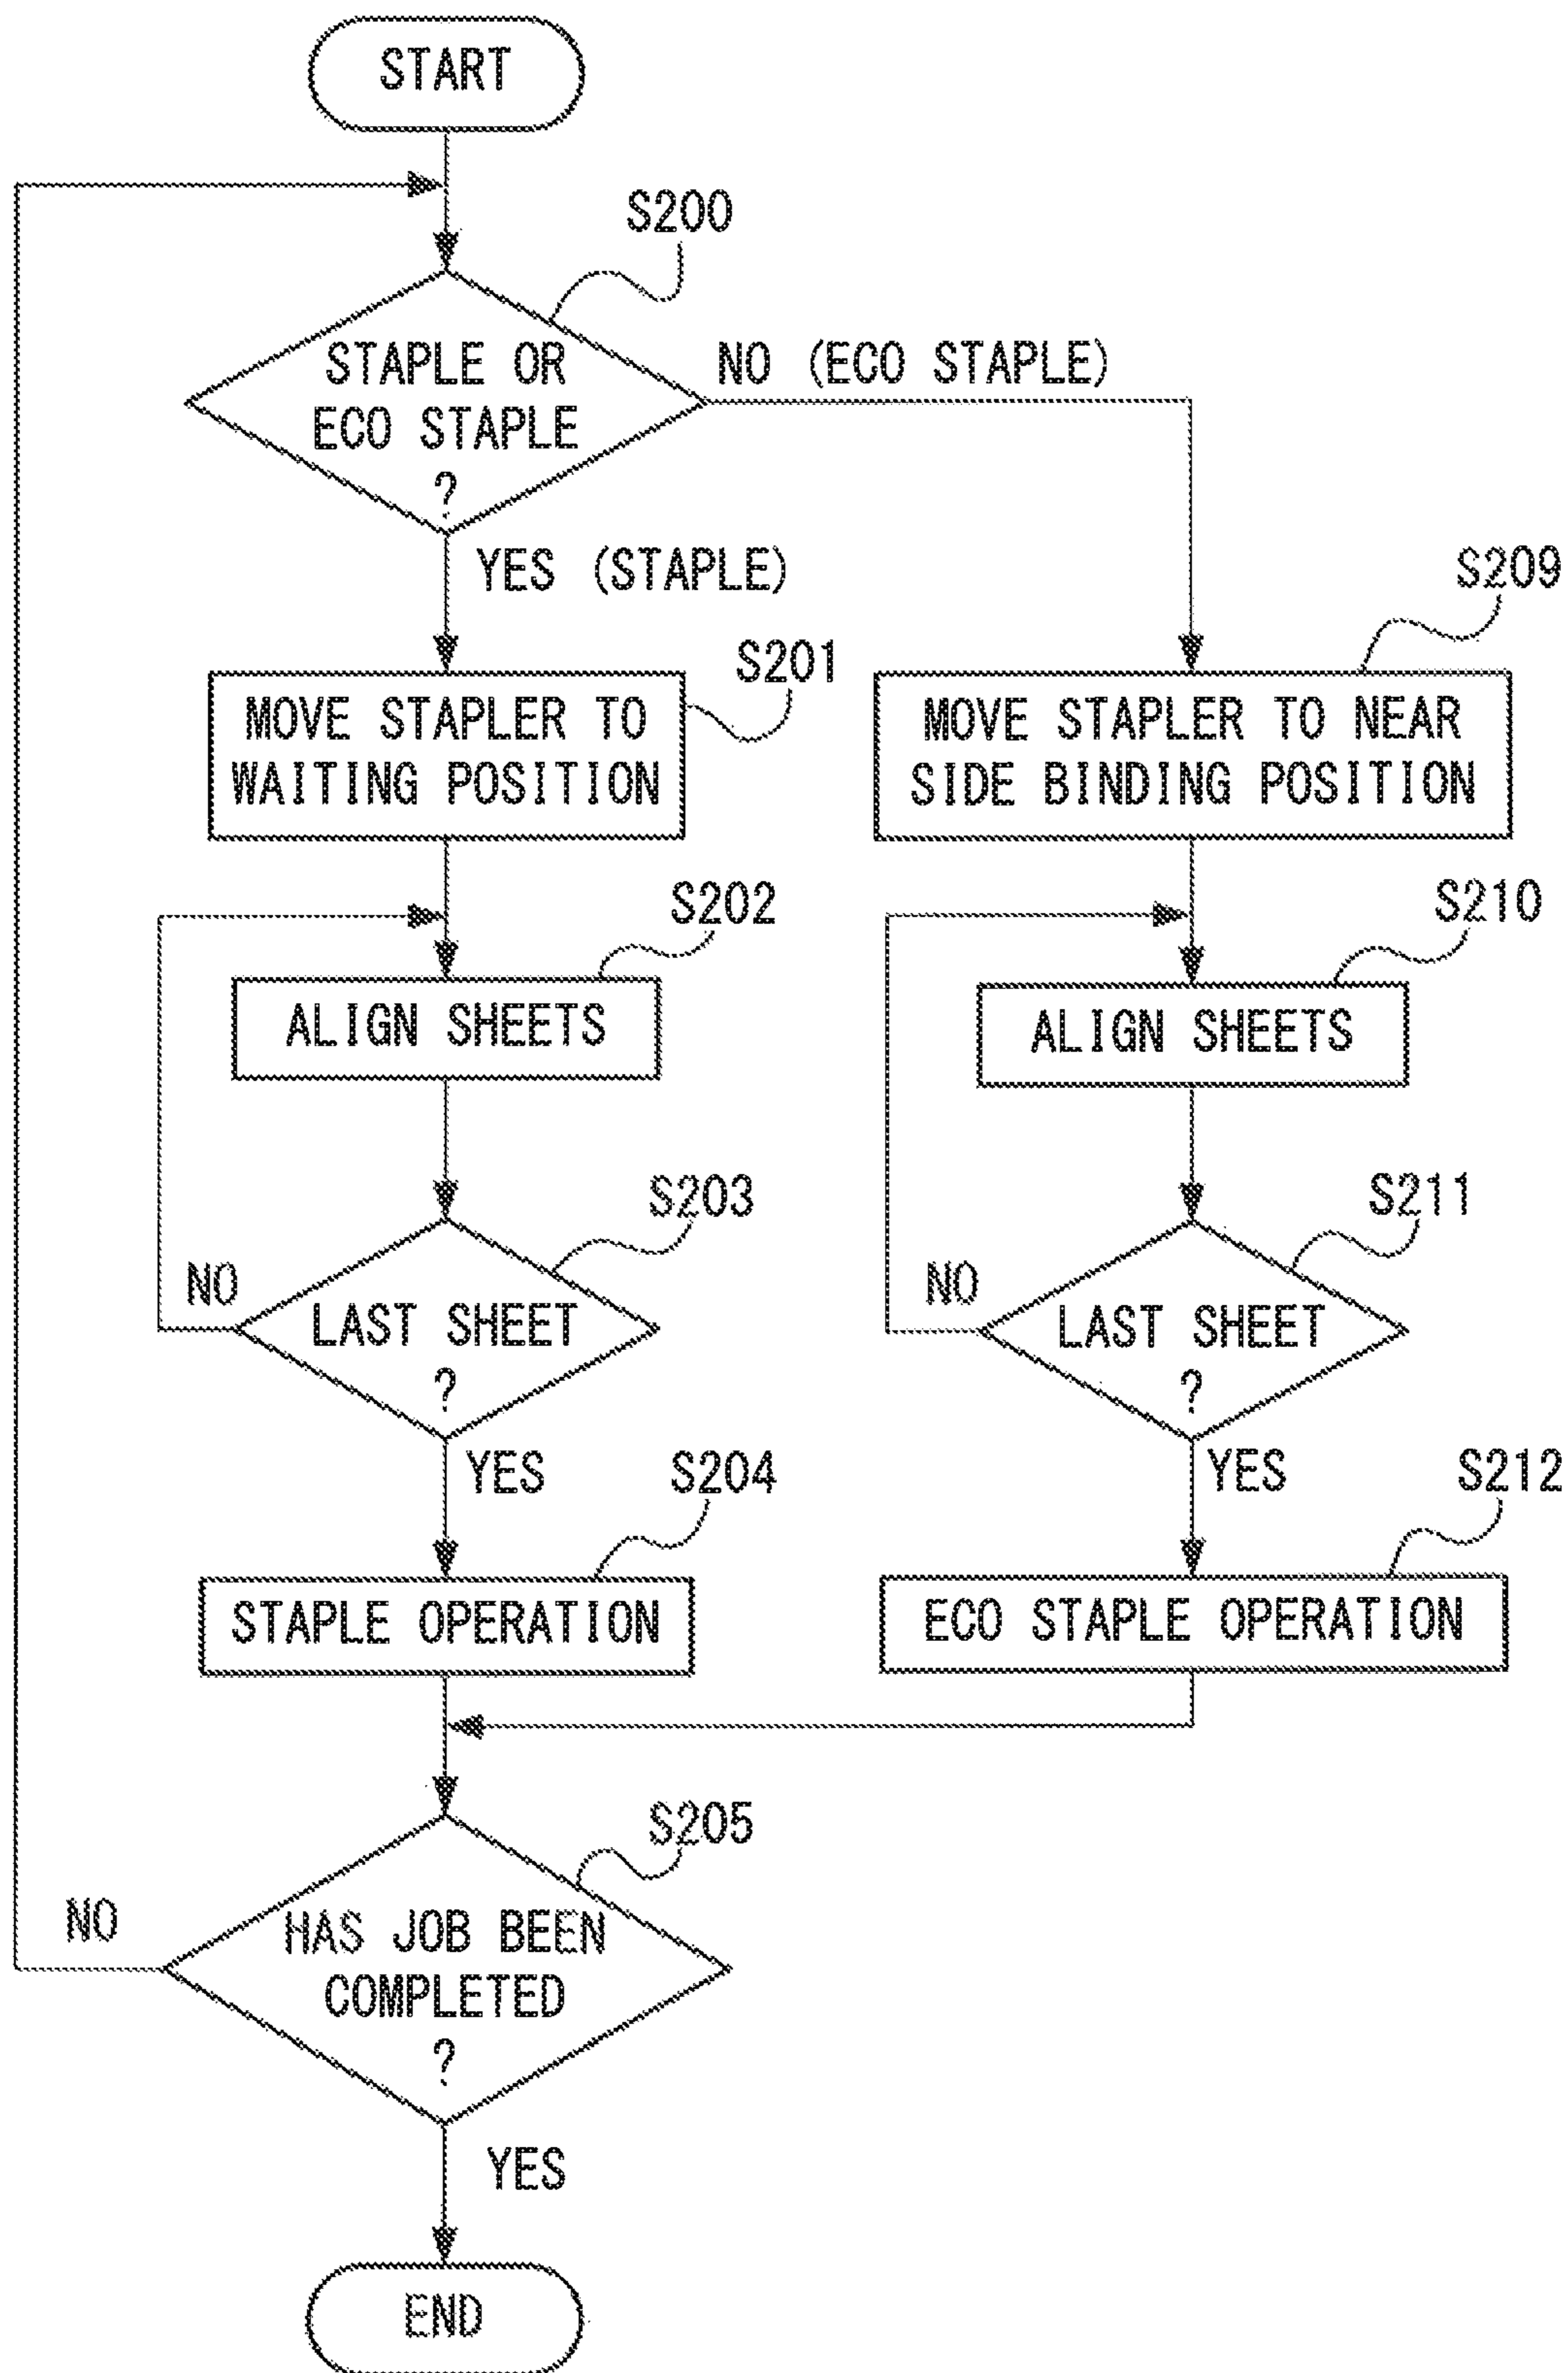 START
S200
STAPLE OR
ECO STAPLE
?
NO (ECO STAPLE)
YES (STAPLE)
S201
MOVE STAPLER TO
WAITING POSITION
S209
MOVE STAPLER TO NEAR
SIDE BINDING POSITION
S202
ALIGN SHEETS
S210
ALIGN SHEETS
S203
NO
LAST SHEET
?
YES
S211
NO
LAST SHEET
?
YES
S204
STAPLE OPERATION
S212
ECO STAPLE OPERATION
S205
NO
HAS JOB BEEN
COMPLETED
?
YES
END